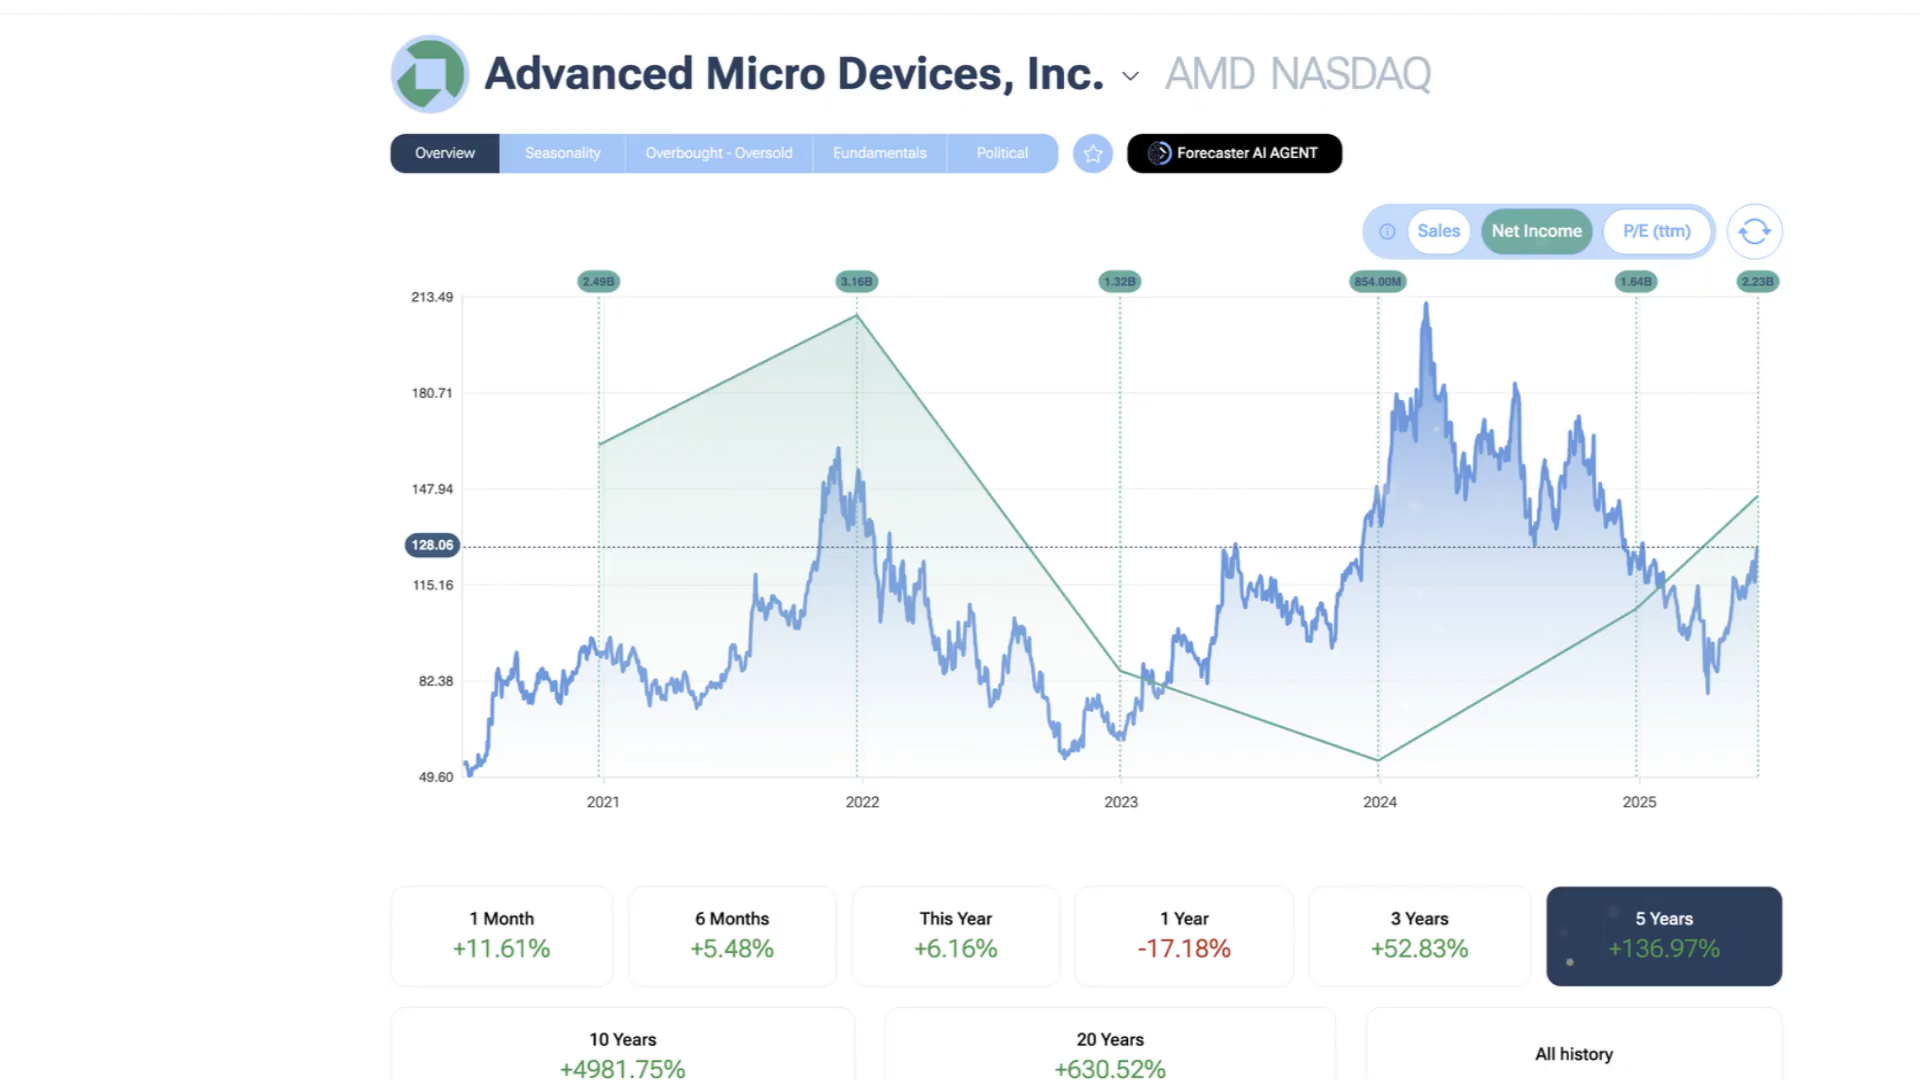 Advanced Micro Devices, Inc. AMD NASDAQ
Overview Seasonality Overbought - Oversold Fundamentals Political Forecaster AI AGENT
Sales Net Income P/E (ttm)
2.49B 3.16B 1.32B 854.00M 1.64B 2.23B
213.49
180.71
147.94
128.06
115.16
82.38
49.60
2021 2022 2023 2024 2025
1 Month 6 Months This Year 1 Year 3 Years 5 Years
+11.61% +5.48% +6.16% -17.18% +52.83% +136.97%
10 Years 20 Years All history
+4981.75% +630.52%